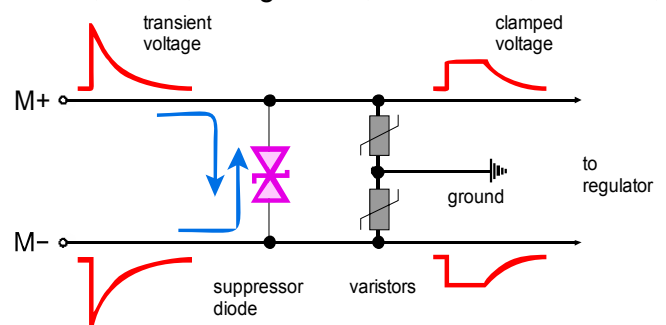 transient
voltage
clamped
voltage
M+
to
regulator
ground
M−
suppressor
diode
varistors